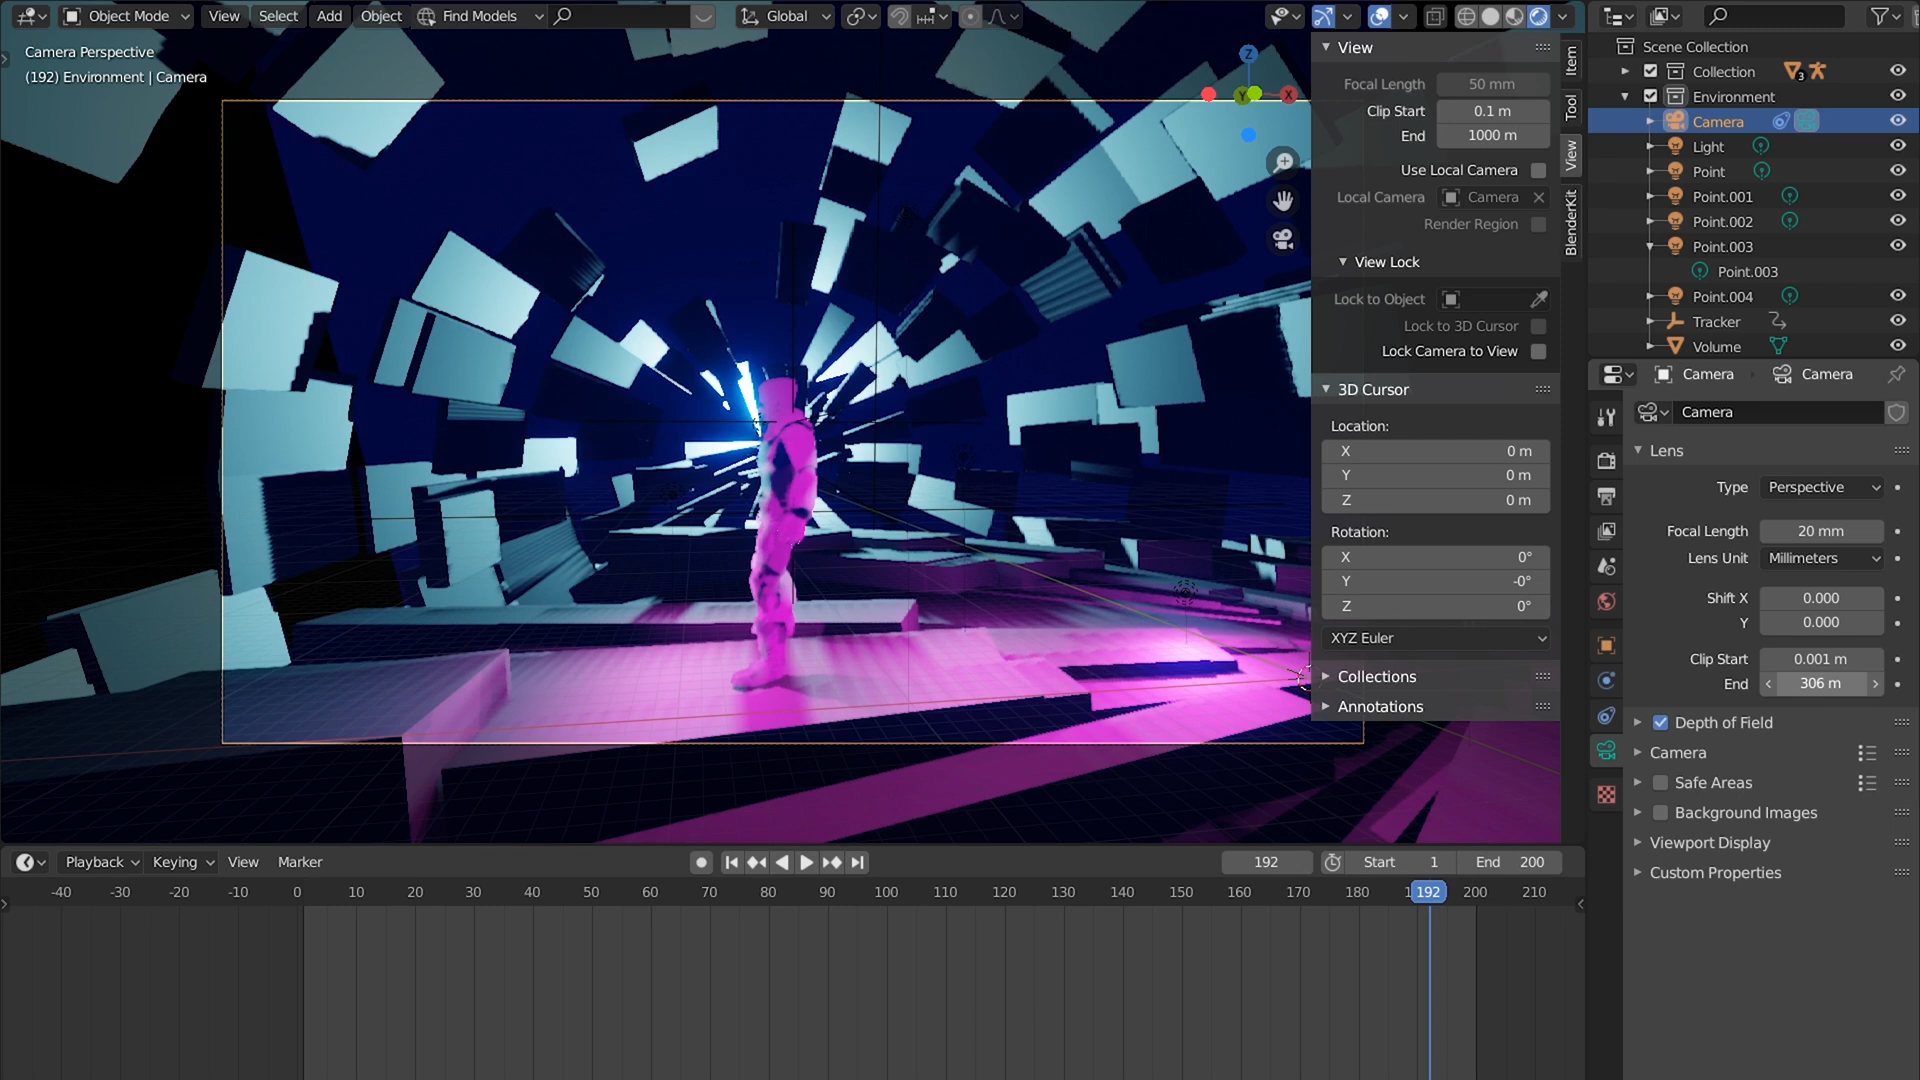 Object Mode View Select Add Object Find Models Global
Camera Perspective
(192) Environment | Camera
Z
Y
X
View
Focal Length 50 mm
Clip Start 0.1 m
End 1000 m
Use Local Camera
Local Camera Camera
Render Region
View Lock
Lock to Object
Lock to 3D Cursor
Lock Camera to View
3D Cursor
Location:
X 0 m
Y 0 m
Z 0 m
Rotation:
X 0°
Y -0°
Z 0°
XYZ Euler
Collections
Annotations
Item
Tool
View
BlenderKit
Scene Collection
Collection 3
Environment
Camera
Light
Point
Point.001
Point.002
Point.003
Point.003
Point.004
Tracker
Volume
Camera Camera
Camera
Lens
Type Perspective
Focal Length 20 mm
Lens Unit Millimeters
Shift X 0.000
Y 0.000
Clip Start 0.001 m
End 306 m
Depth of Field
Camera
Safe Areas
Background Images
Viewport Display
Custom Properties
Playback Keying View Marker 192 Start 1 End 200
-40 -30 -20 -10 0 10 20 30 40 50 60 70 80 90 100 110 120 130 140 150 160 170 180 192 200 210